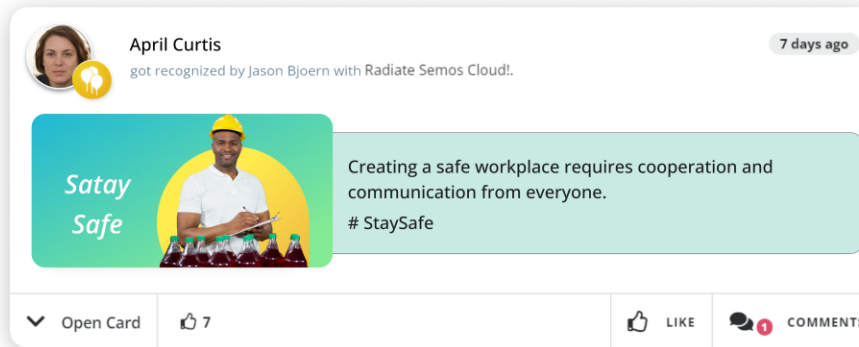 April Curtis
7 days ago
got recognized by Jason Bjoern with Radiate Semos Cloud!.
Satay
Safe
Creating a safe workplace requires cooperation and
communication from everyone.
# StaySafe
Open Card
7
LIKE
1
COMMENTS